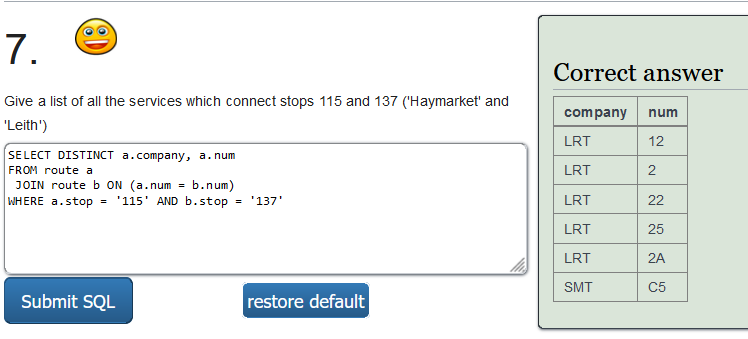 7.
Give a list of all the services which connect stops 115 and 137 ('Haymarket' and
'Leith')
SELECT DISTINCT a.company, a.num
FROM route a
 JOIN route b ON (a.num = b.num)
WHERE a.stop = '115' AND b.stop = '137'
Submit SQL restore default
Correct answer
company num
LRT 12
LRT 2
LRT 22
LRT 25
LRT 2A
SMT C5